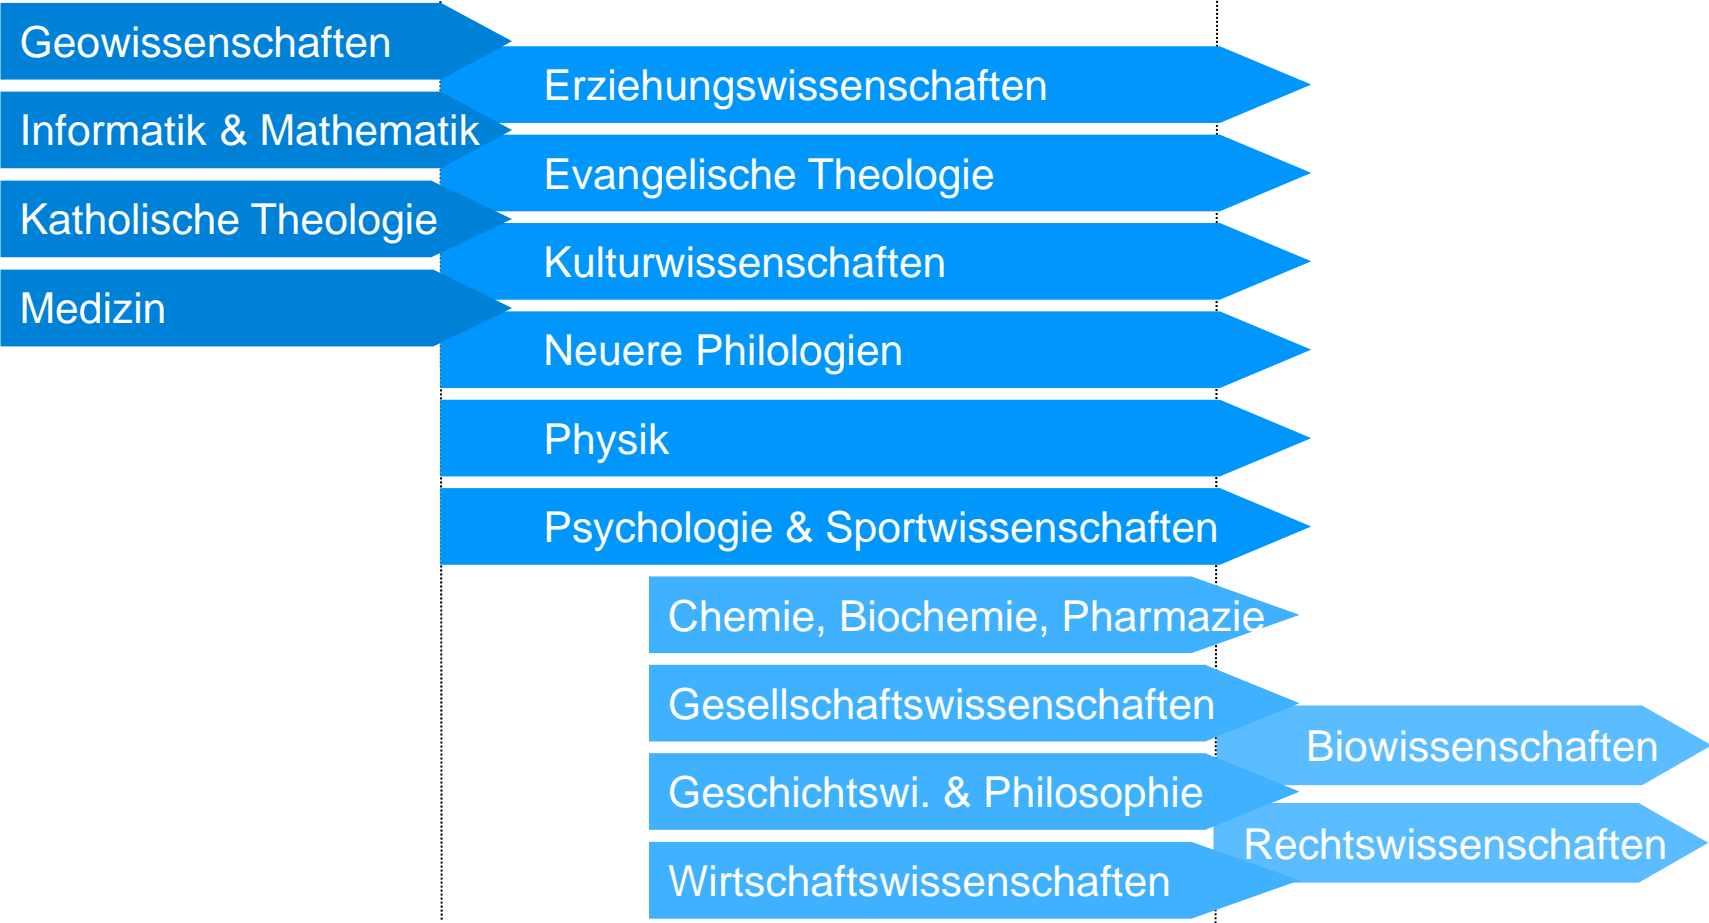 Geowissenschaften
Informatik & Mathematik
Katholische Theologie
Medizin
Erziehungswissenschaften
Evangelische Theologie
Kulturwissenschaften
Neuere Philologien
Physik
Psychologie & Sportwissenschaften
Chemie, Biochemie, Pharmazie
Gesellschaftswissenschaften
Geschichtswi. & Philosophie
Wirtschaftswissenschaften
Biowissenschaften
Rechtswissenschaften